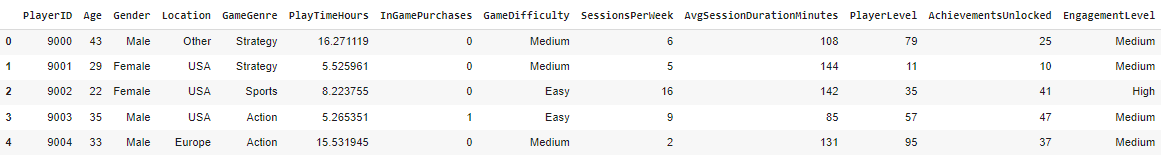 PlayerID Age Gender Location GameGenre PlayTimeHours InGamePurchases GameDifficulty SessionsPerWeek AvgSessionDurationMinutes PlayerLevel AchievementsUnlocked EngagementLevel
0 9000 43 Male Other Strategy 16.271119 0 Medium 6 108 79 25 Medium
1 9001 29 Female USA Strategy 5.525961 0 Medium 5 144 11 10 Medium
2 9002 22 Female USA Sports 8.223755 0 Easy 16 142 35 41 High
3 9003 35 Male USA Action 5.265351 1 Easy 9 85 57 47 Medium
4 9004 33 Male Europe Action 15.531945 0 Medium 2 131 95 37 Medium